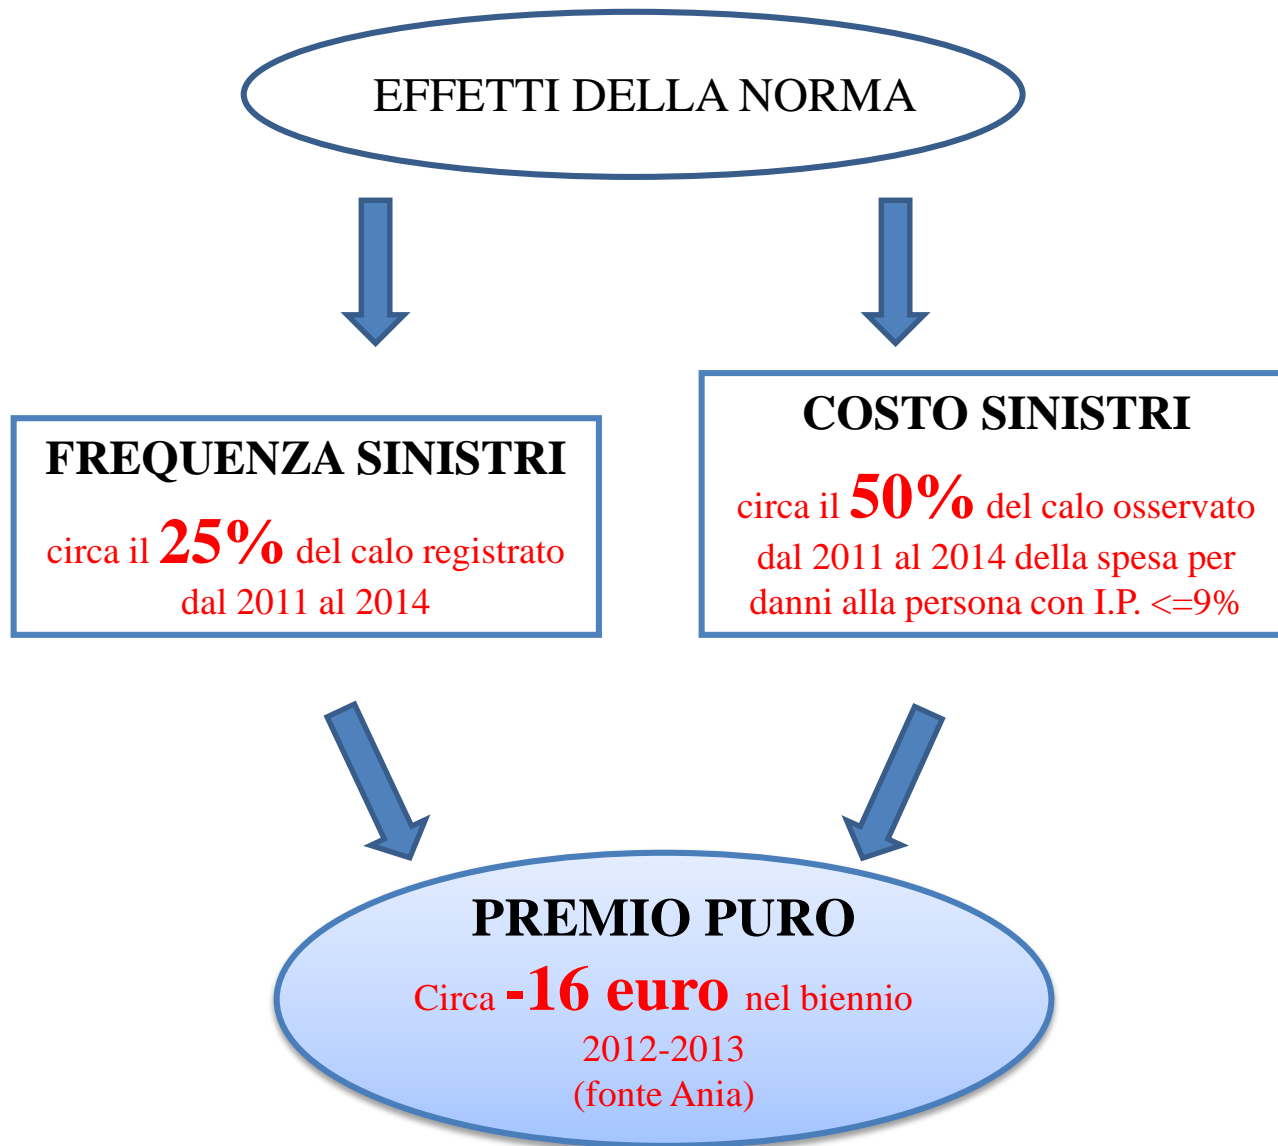 EFFETTI DELLA NORMA
FREQUENZA SINISTRI
circa il 25% del calo registrato
dal 2011 al 2014
COSTO SINISTRI
circa il 50% del calo osservato
dal 2011 al 2014 della spesa per
danni alla persona con I.P. <=9%
PREMIO PURO
Circa -16 euro nel biennio
2012-2013
(fonte Ania)